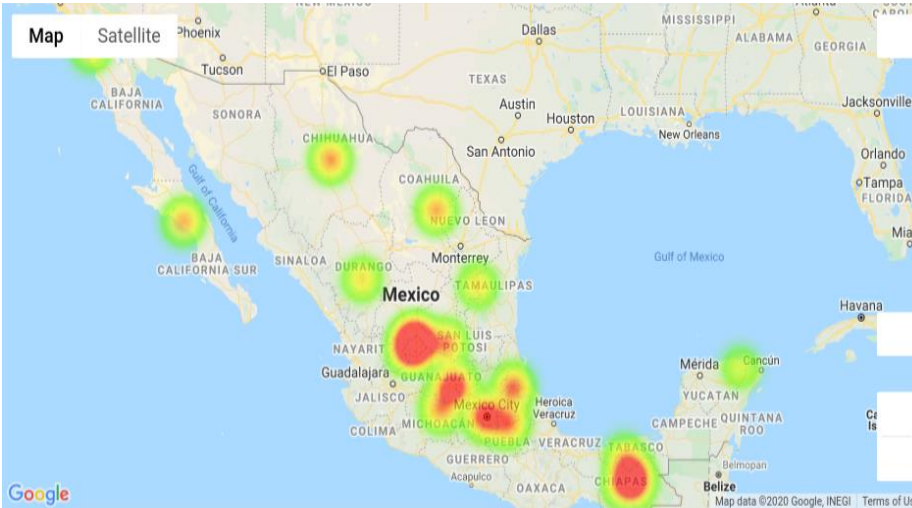 Map Satellite
Phoenix
Tucson
El Paso
Dallas
MISSISSIPPI
ALABAMA
GEORGIA
TEXAS
BAJA
CALIFORNIA
SONORA
Austin
Houston
LOUISIANA
Jacksonville
CHIHUAHUA
San Antonio
New Orleans
Orlando
Gulf of California
COAHUILA
Tampa
FLORIDA
NUEVO LEON
BAJA
CALIFORNIA SUR
SINALOA
DURANGO
Monterrey
Gulf of Mexico
TAMAULIPAS
Mexico
Havana
SAN LUIS
POTOSI
NAYARIT
Guadalajara
GUANAJUATO
Mérida
Cancún
JALISCO
Mexico City
Heroica
Veracruz
YUCATAN
COLIMA
MICHOACÁN
CAMPECHE
QUINTANA
ROO
PUEBLA
VERACRUZ
TABASCO
GUERRERO
Acapulco
OAXACA
CHIAPAS
Belmopan
Belize
Google
Map data ©2020 Google, INEGI
Terms of Us